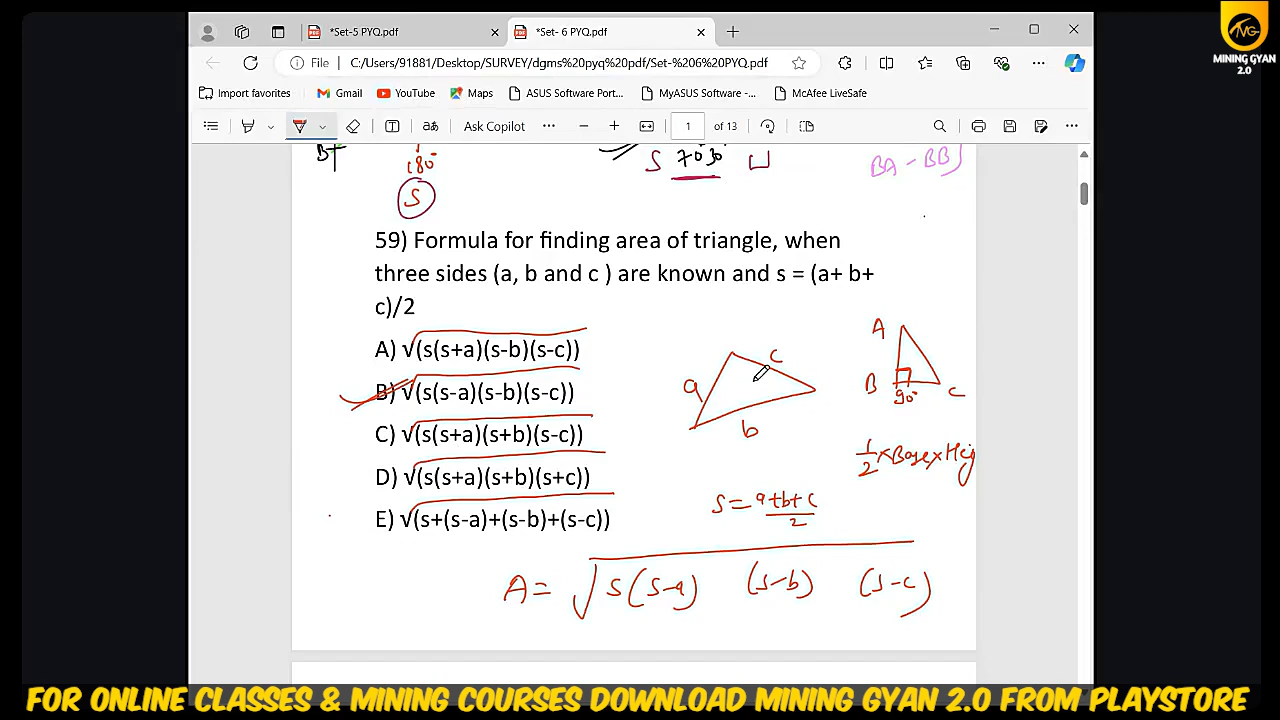 *Set-5 PYQ.pdf
*Set- 6 PYQ.pdf
MINING GYAN
2.0
File C:/Users/91881/Desktop/SURVEY/dgms%20pyq%20pdf/Set-%206%20PYQ.pdf
Import favorites Gmail YouTube Maps ASUS Software Port... MyASUS Software -... McAfee LiveSafe
Ask Copilot 1 of 13
B
180°
S 7030' W
BA - BB
S
59) Formula for finding area of triangle, when
three sides (a, b and c ) are known and s = (a+ b+
c)/2
A) √(s(s+a)(s-b)(s-c))
B) √(s(s-a)(s-b)(s-c))
C) √(s(s+a)(s+b)(s-c))
D) √(s(s+a)(s+b)(s+c))
E) √(s+(s-a)+(s-b)+(s-c))
a b c
A
B 90° C
1/2 × Base × Heig
S = a+b+c/2
A = √s(s-a) (s-b) (s-c)
FOR ONLINE CLASSES & MINING COURSES DOWNLOAD MINING GYAN 2.0 FROM PLAYSTORE